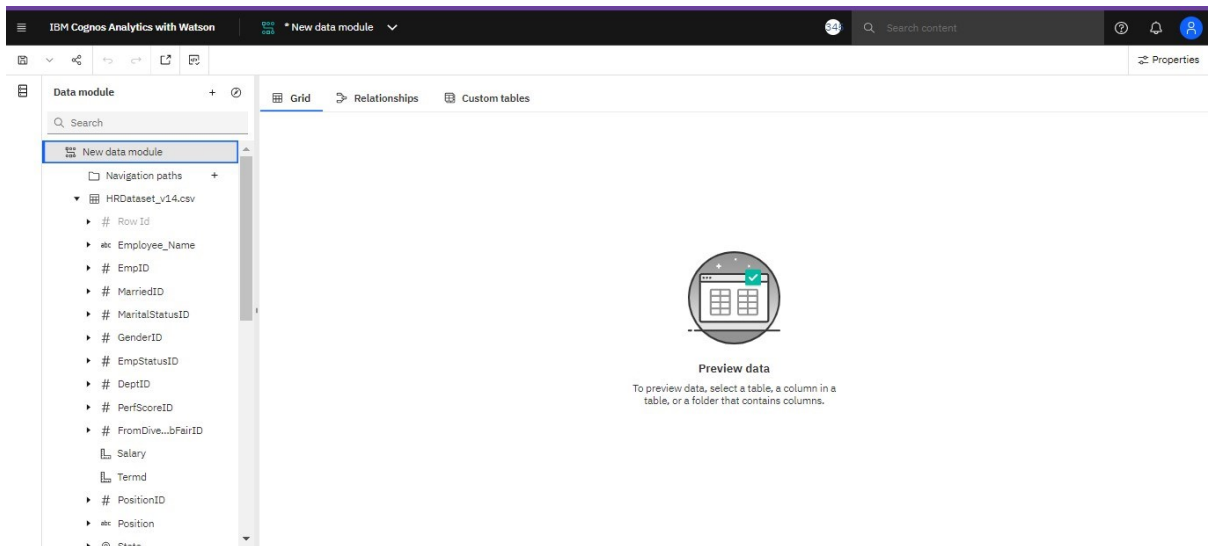 IBM Cognos Analytics with Watson
* New data module
Search content
Properties
Data module
+
Search
New data module
Navigation paths +
HRDataset_v14.csv
# Row Id
abc Employee_Name
# EmpID
# MarriedID
# MaritalStatusID
# GenderID
# EmpStatusID
# DeptID
# PerfScoreID
# FromDive...bFairID
Salary
Termd
# PositionID
abc Position
Grid
Relationships
Custom tables
Preview data
To preview data, select a table, a column in a
table, or a folder that contains columns.